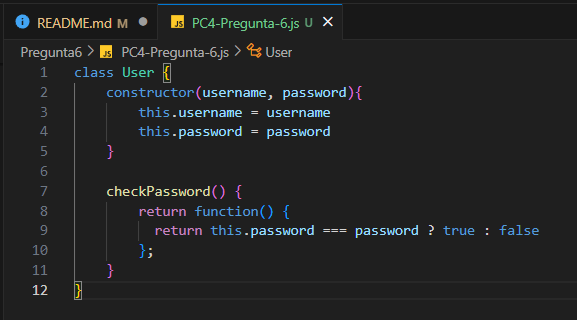 README.md M
JS PC4-Pregunta-6.js U
Pregunta6 > JS PC4-Pregunta-6.js > User
1 class User {
2     constructor(username, password){
3         this.username = username
4         this.password = password
5     }
6
7     checkPassword() {
8         return function() {
9           return this.password === password ? true : false
10         };
11     }
12 }